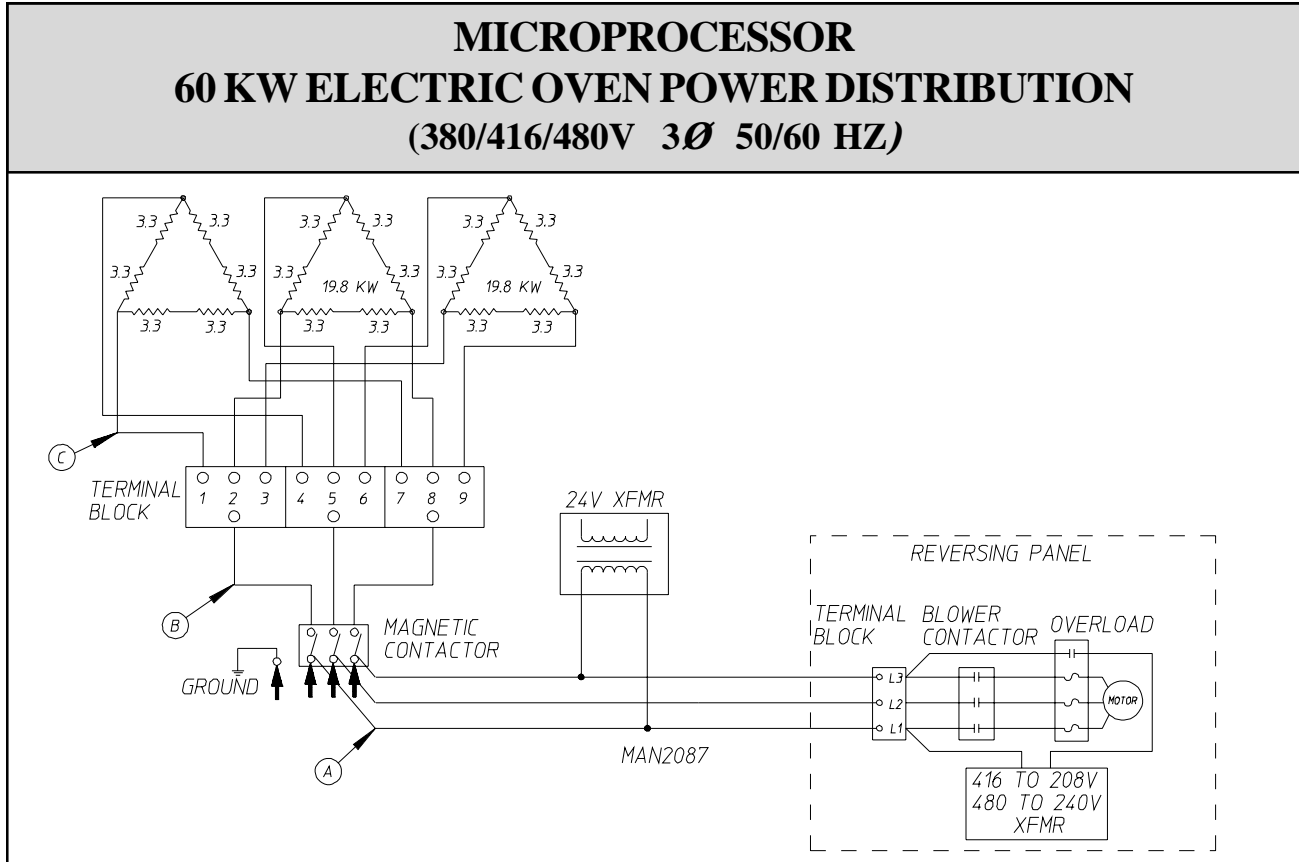 MICROPROCESSOR
60 KW ELECTRIC OVEN POWER DISTRIBUTION
(380/416/480V 3Ø 50/60 HZ)
3.3 3.3 3.3 3.3 3.3 3.3
3.3 3.3 3.3 3.3 3.3 3.3
19.8 KW 19.8 KW
3.3 3.3 3.3 3.3 3.3 3.3
C
TERMINAL
BLOCK
1 2 3 4 5 6 7 8 9
B
MAGNETIC
CONTACTOR
GROUND
A
24V XFMR
MAN2087
REVERSING PANEL
TERMINAL
BLOCK
BLOWER
CONTACTOR
OVERLOAD
L3
L2
L1
MOTOR
416 TO 208V
480 TO 240V
XFMR